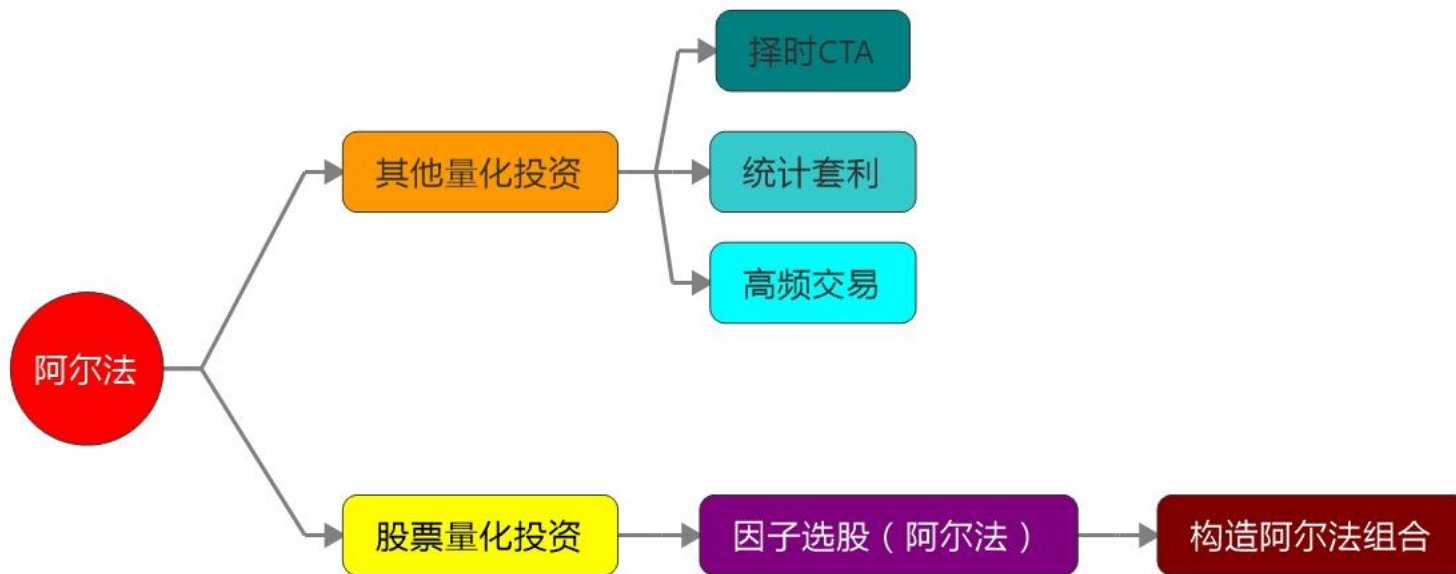 择时CTA
其他量化投资
统计套利
高频交易
阿尔法
股票量化投资
因子选股（阿尔法）
构造阿尔法组合